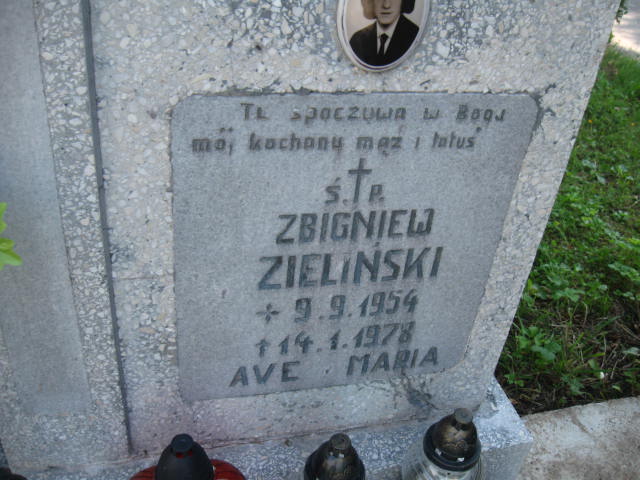 Tu spoczywa w Bogu
mój kochany mąż i tatuś
Ś. P.
ZBIGNIEW
ZIELIŃSKI
9.9.1954
14.1.1978
AVE MARIA